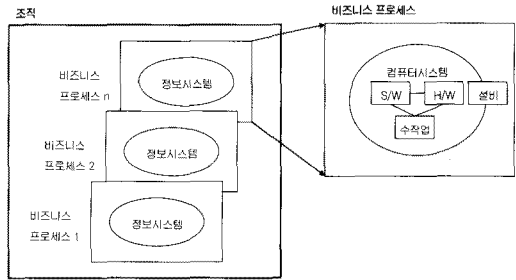 조직
비즈니스 프로세스
비즈니스
프로세스 n
정보시스템
컴퓨터시스템
S/W
H/W
설비
수작업
비즈니스
프로세스 2
정보시스템
비즈니스
프로세스 1
정보시스템